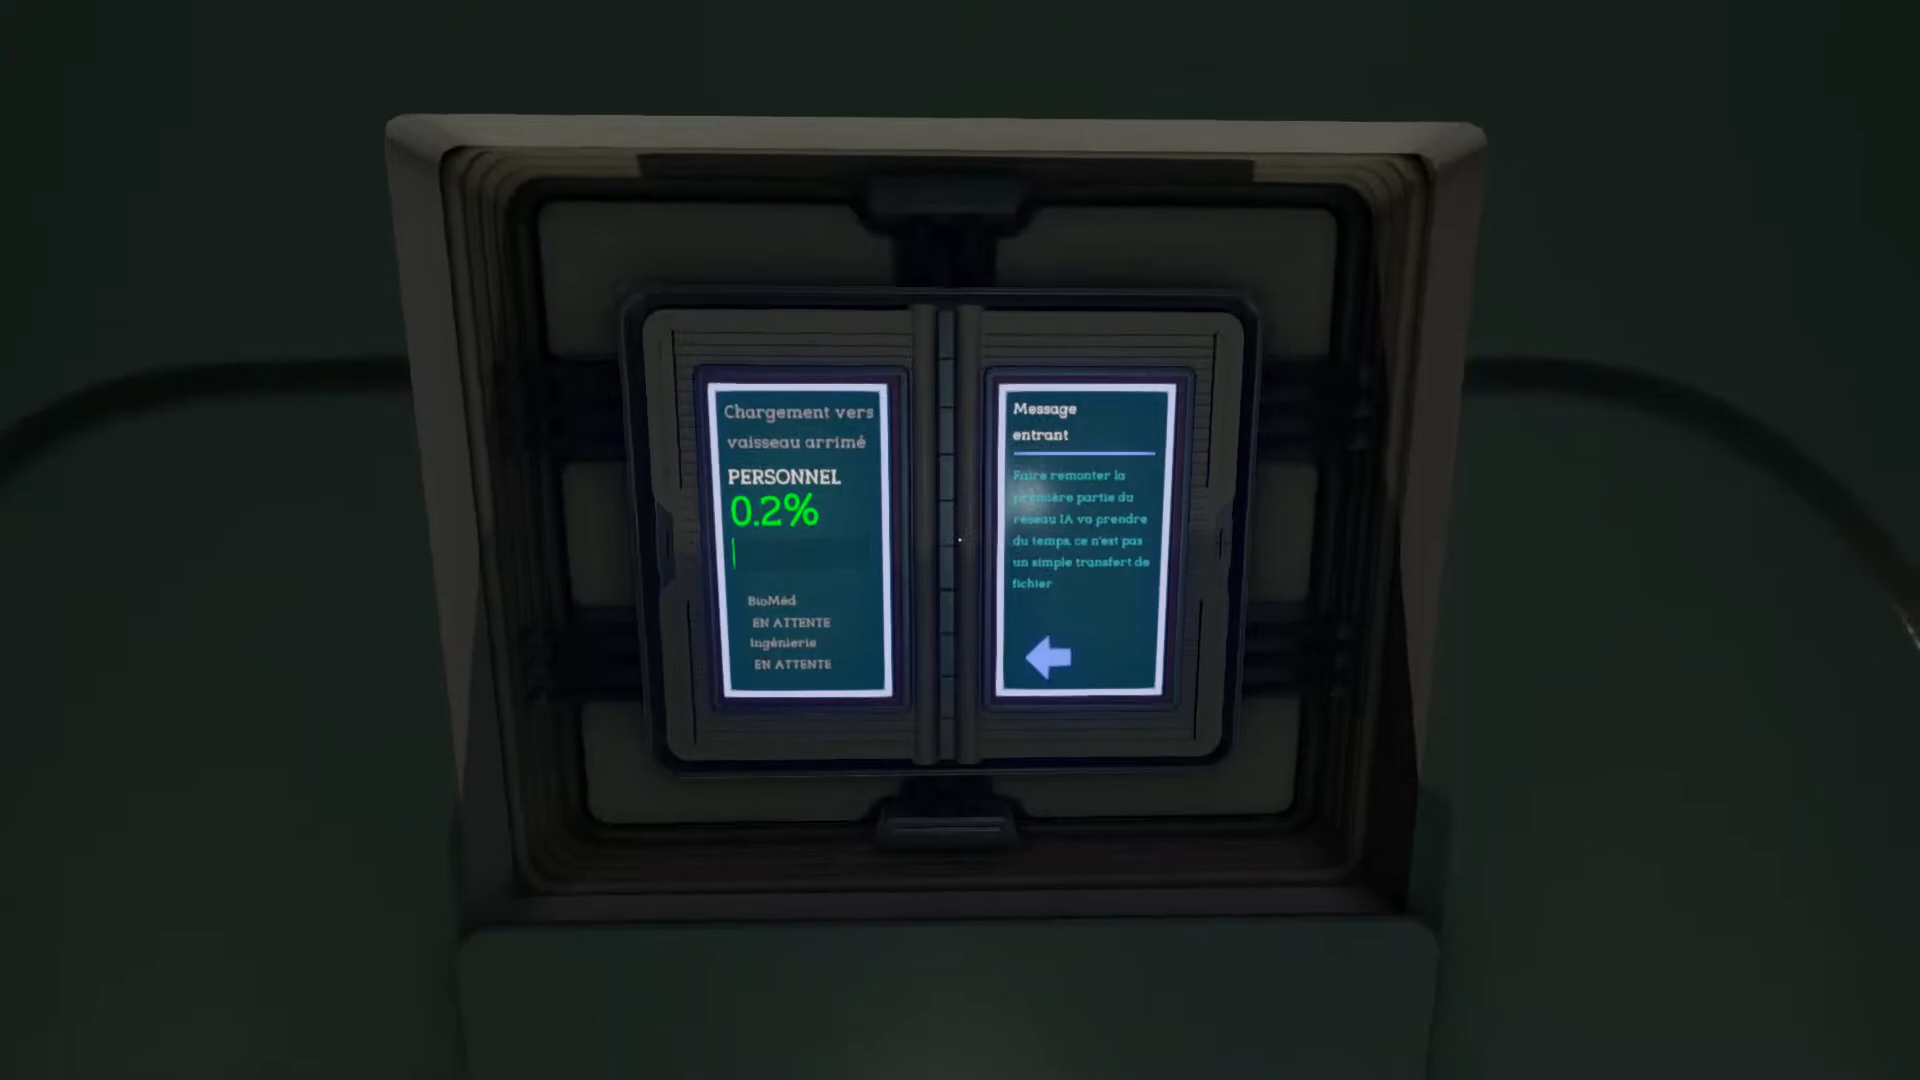 Chargement vers
vaisseau arrimé
PERSONNEL
0.2%
BioMéd
EN ATTENTE
Ingénierie
EN ATTENTE
Message
entrant
Faire remonter la
première partie du
réseau IA va prendre
du temps, ce n'est pas
un simple transfert de
fichier